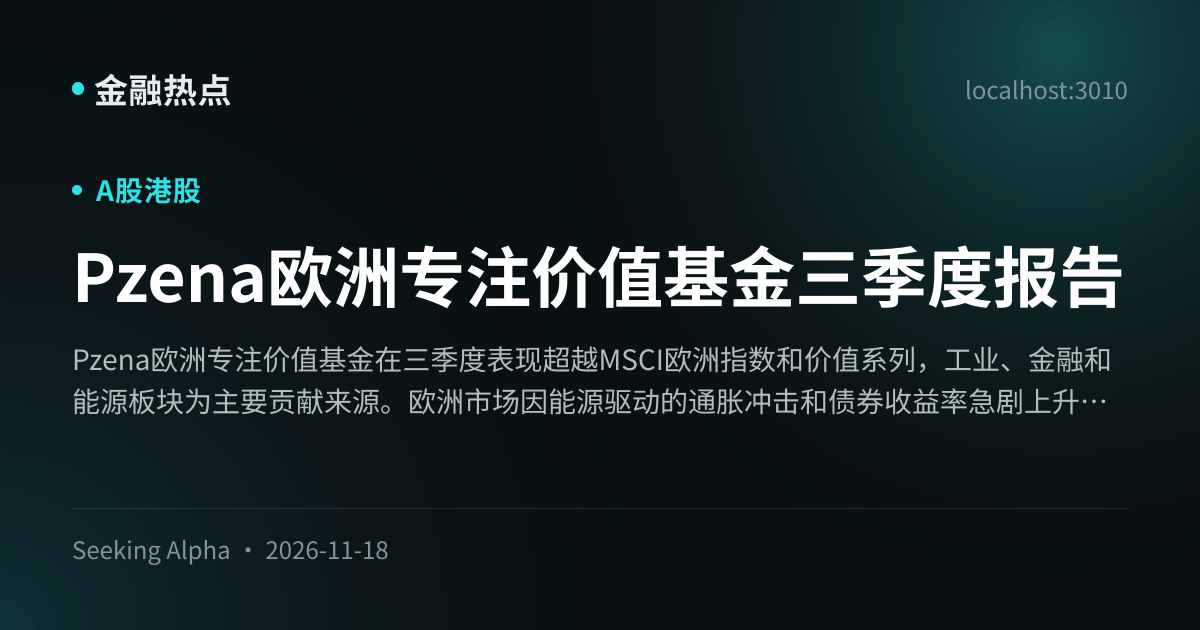 金融热点
localhost:3010
A股港股
Pzena欧洲专注价值基金三季度报告
Pzena欧洲专注价值基金在三季度表现超越MSCI欧洲指数和价值系列，工业、金融和
能源板块为主要贡献来源。欧洲市场因能源驱动的通胀冲击和债券收益率急剧上升…
Seeking Alpha · 2026-11-18